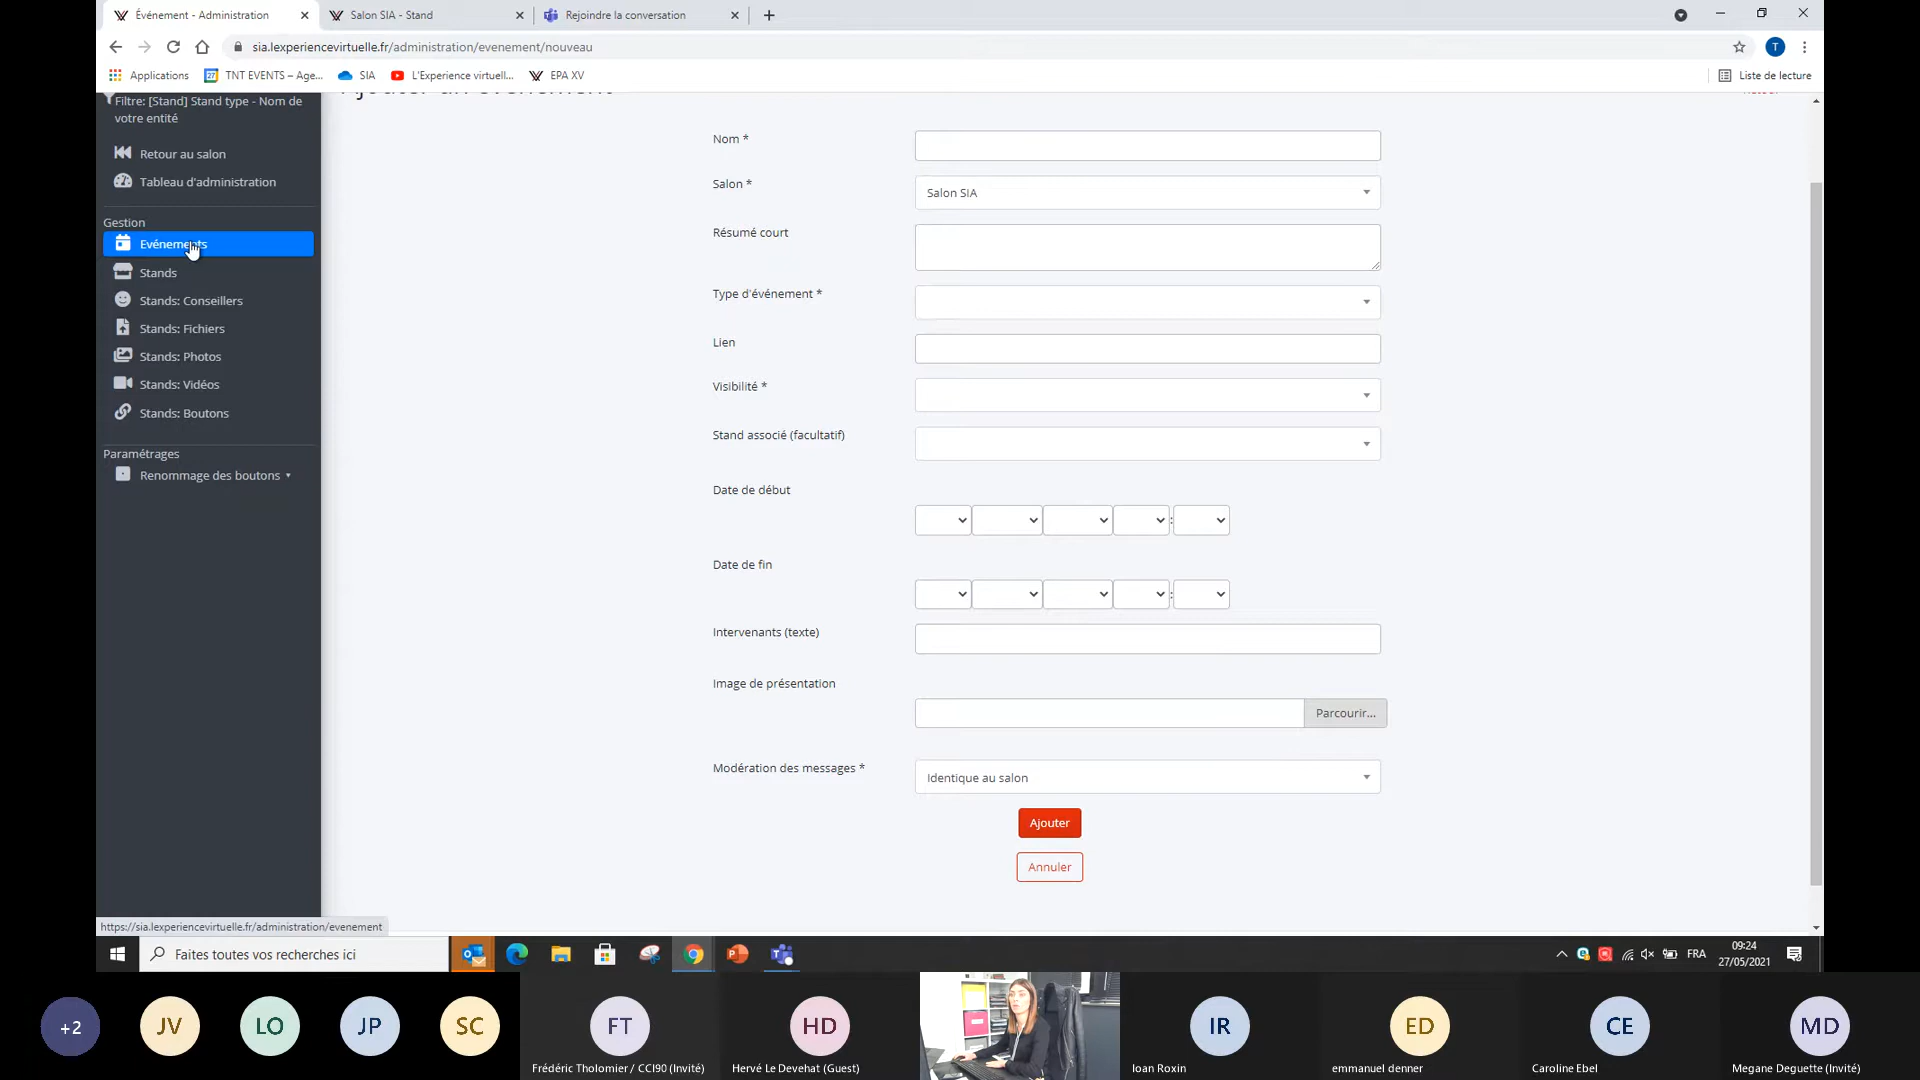 Événement - Administration
Salon SIA - Stand
Rejoindre la conversation
sia.lexperiencevirtuelle.fr/administration/evenement/nouveau
T
Applications
27
TNT EVENTS – Age...
SIA
L'Experience virtuell...
EPA XV
Liste de lecture
Filtre: [Stand] Stand type - Nom de
votre entité
Retour au salon
Tableau d'administration
Gestion
Evénements
Stands
Stands: Conseillers
Stands: Fichiers
Stands: Photos
Stands: Vidéos
Stands: Boutons
Paramétrages
Renommage des boutons
Ajouter un événement
Retour
Nom *
Salon *
Salon SIA
Résumé court
Type d'événement *
Lien
Visibilité *
Stand associé (facultatif)
Date de début
:
Date de fin
:
Intervenants (texte)
Image de présentation
Parcourir...
Modération des messages *
Identique au salon
Ajouter
Annuler
https://sia.lexperiencevirtuelle.fr/administration/evenement
Faites toutes vos recherches ici
FRA
09:24
27/05/2021
+2
JV
LO
JP
SC
FT
Frédéric Tholomier / CCI90 (Invité)
HD
Hervé Le Devehat (Guest)
IR
Ioan Roxin
ED
emmanuel denner
CE
Caroline Ebel
MD
Megane Deguette (Invité)